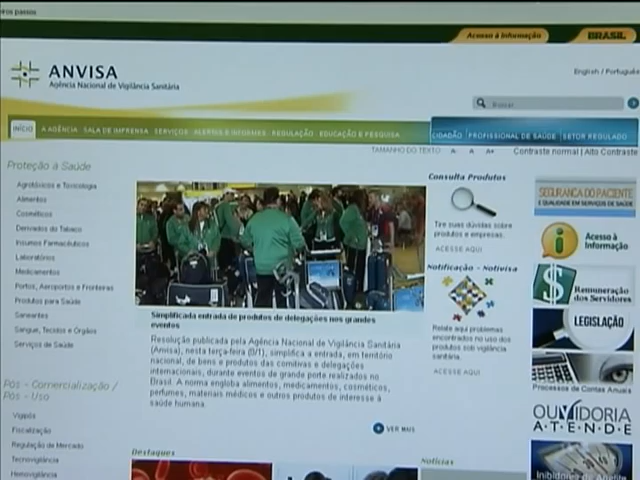 Acesso à Informação
BRASIL
ANVISA
Agência Nacional de Vigilância Sanitária
English / Português
Buscar
INÍCIO A AGÊNCIA SALA DE IMPRENSA SERVIÇOS ALERTAS E INFORMES REGULAÇÃO EDUCAÇÃO E PESQUISA
CIDADÃO PROFISSIONAL DE SAÚDE SETOR REGULADO
TAMANHO DO TEXTO A- A A+ Contraste normal | Alto Contraste
Proteção à Saúde
Agrotóxicos e Toxicologia
Alimentos
Cosméticos
Derivados do Tabaco
Insumos Farmacêuticos
Laboratórios
Medicamentos
Portos, Aeroportos e Fronteiras
Produtos para Saúde
Saneantes
Sangue, Tecidos e Órgãos
Serviços de Saúde
Pós - Comercialização /
Pós - Uso
Vigipós
Fiscalização
Regulação de Mercado
Tecnovigilância
Hemovigilância
Simplificada entrada de produtos de delegações nos grandes
eventos
Resolução publicada pela Agência Nacional de Vigilância Sanitária
(Anvisa), nesta terça-feira (8/1), simplifica a entrada, em território
nacional, de bens e produtos das comitivas e delegações
internacionais, durante eventos de grande porte realizados no
Brasil. A norma engloba alimentos, medicamentos, cosméticos,
perfumes, materiais médicos e outros produtos de interesse à
saúde humana.
VER MAIS
Destaques
Consulta Produtos
Tire suas dúvidas sobre
produtos e empresas.
ACESSE AQUI
Notificação - Notivisa
Relate aqui problemas
encontrados no uso dos
produtos sob vigilância
sanitária.
ACESSE AQUI
Notícias
SEGURANÇA DO PACIENTE
E QUALIDADE EM SERVIÇOS DE SAÚDE
Acesso à
Informação
Remuneração
dos Servidores
LEGISLAÇÃO
Processos de Contas Anuais
OUVIDORIA
ATENDE
Inibidores de Apetite